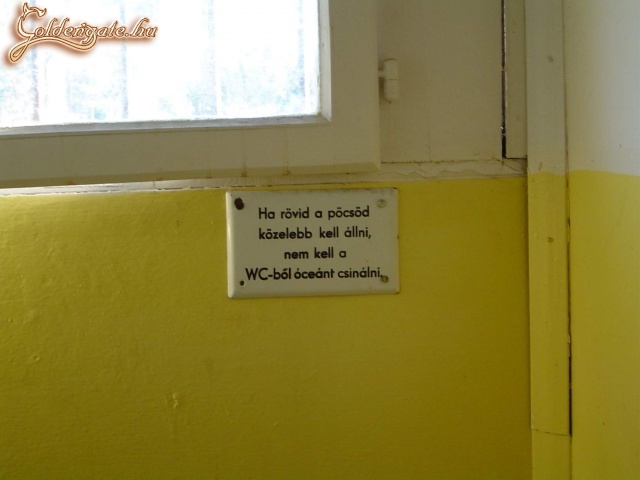 Goldengate.hu
Ha rövid a pöcsöd
közelebb kell állni,
nem kell a
WC-ből óceánt csinálni.